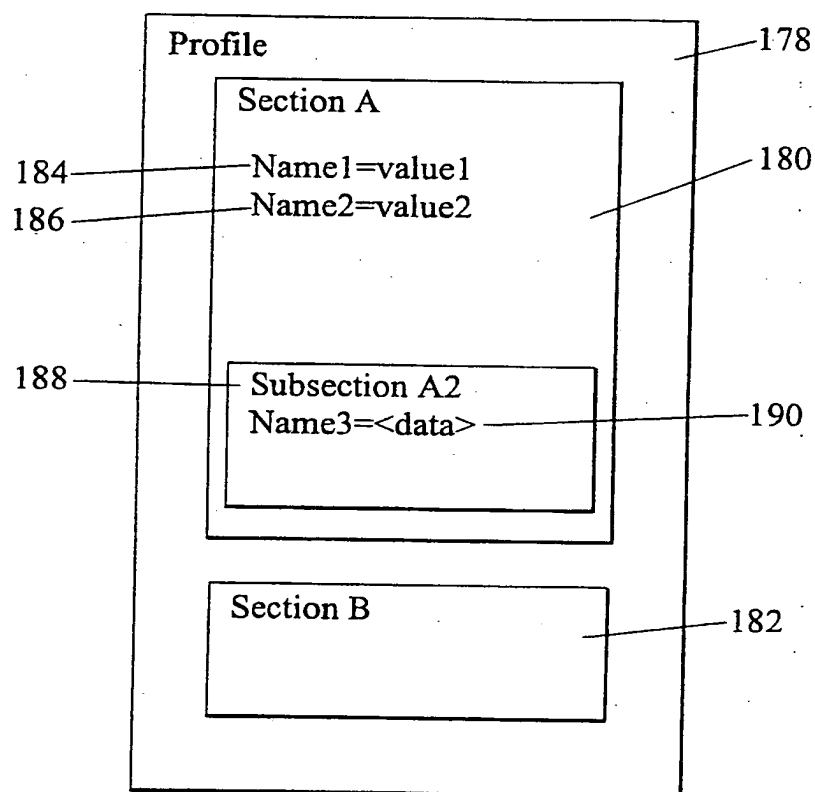 Profile
178
Section A
184
Name1=value1
180
186
Name2=value2
188
Subsection A2
Name3=<data>
190
Section B
182